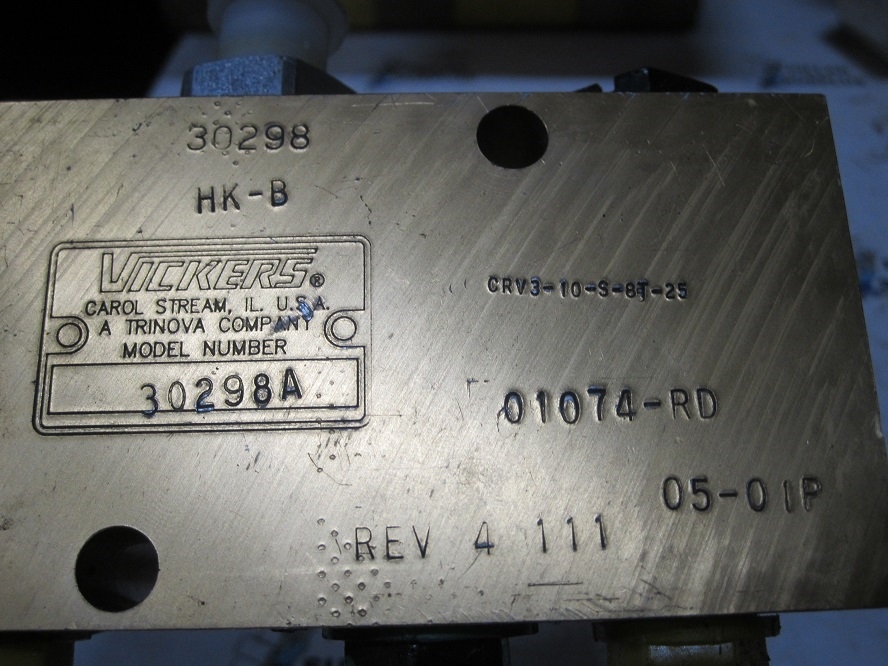 30298
HK-B
VICKERS®
CAROL STREAM, IL. U.S.A.
A TRINOVA COMPANY
MODEL NUMBER
30298A
CRV3-10-S-8T-25
01074-RD
05-01P
REV 4 111